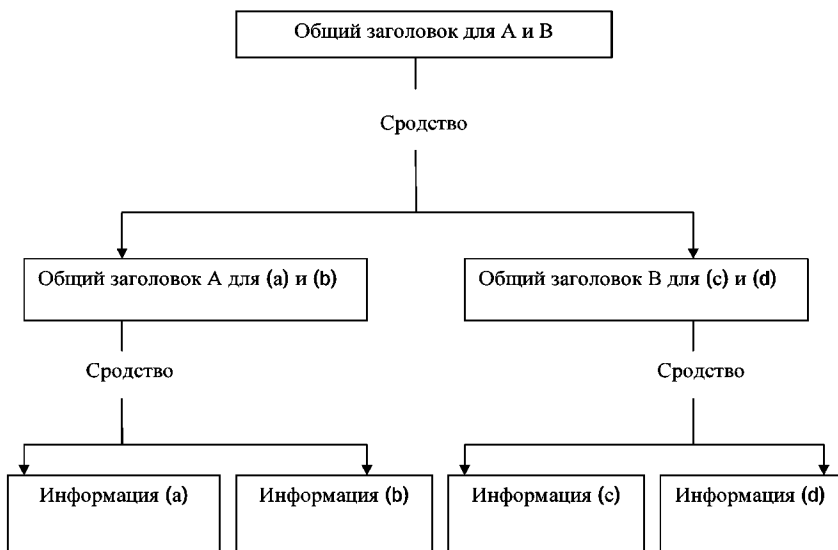 Общий заголовок для А и В
Сродство
Общий заголовок А для (a) и (b)
Общий заголовок В для (c) и (d)
Сродство
Сродство
Информация (a)
Информация (b)
Информация (c)
Информация (d)